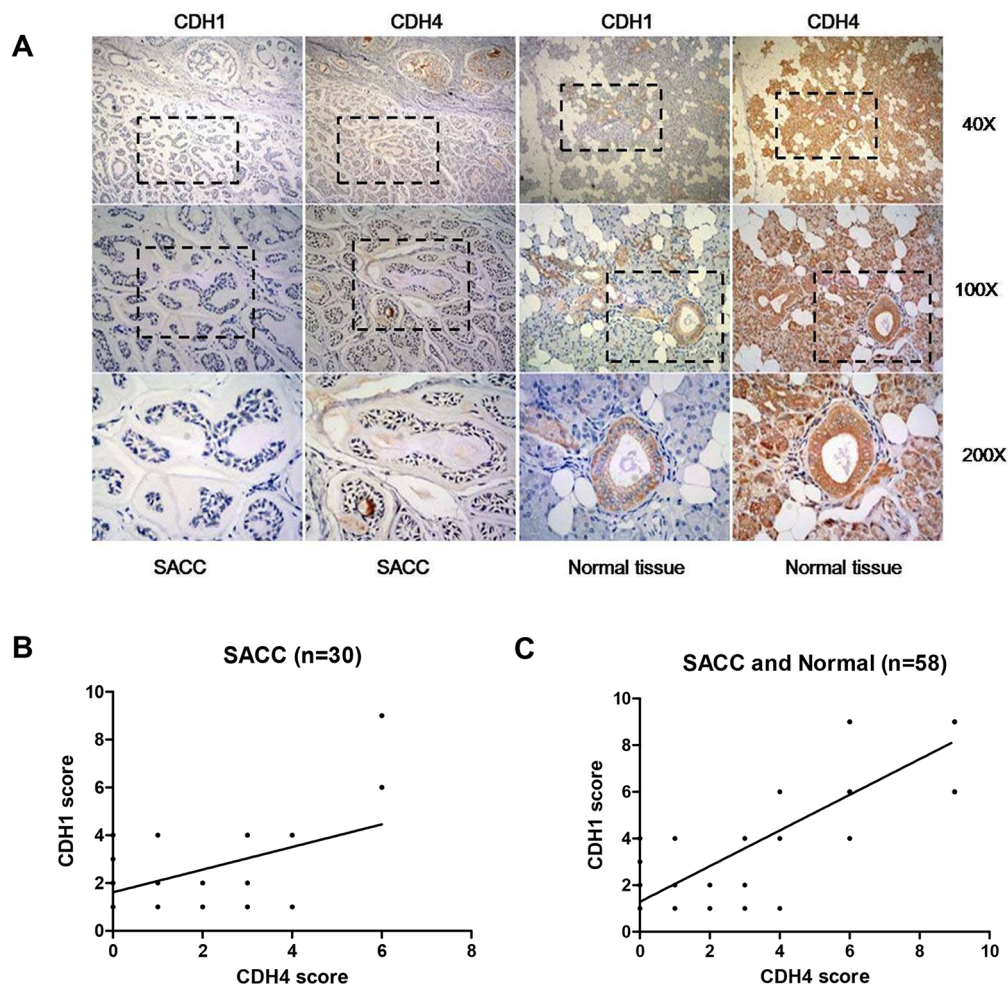 A
CDH1 CDH4 CDH1 CDH4
40X
100X
200X
SACC SACC Normal tissue Normal tissue
B
SACC (n=30)
CDH1 score
10
8
6
4
2
0
0 2 4 6 8
CDH4 score
C
SACC and Normal (n=58)
CDH1 score
10
8
6
4
2
0
0 2 4 6 8 10
CDH4 score